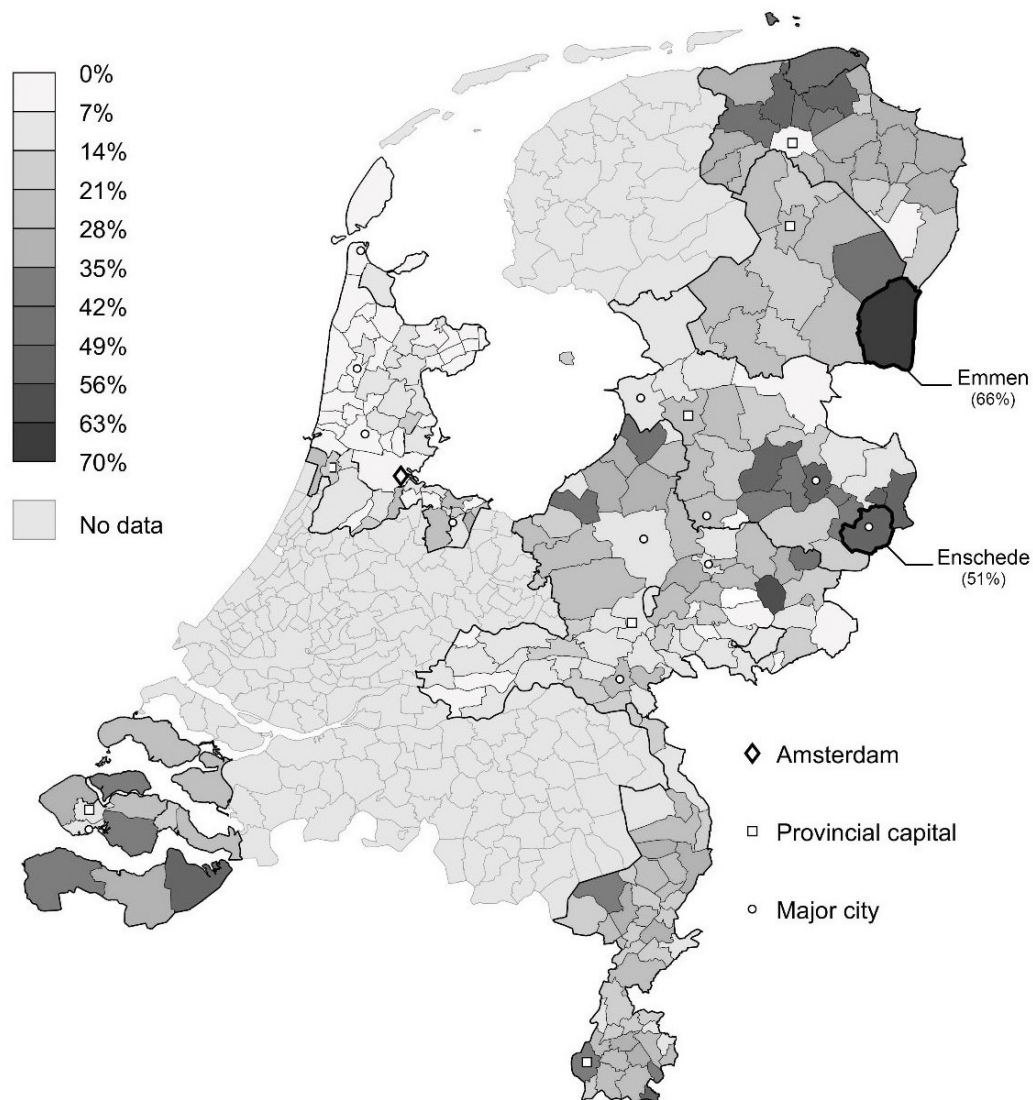 0%
7%
14%
21%
28%
35%
42%
49%
56%
63%
70%
No data
Emmen
(66%)
Enschede
(51%)
Amsterdam
Provincial capital
Major city